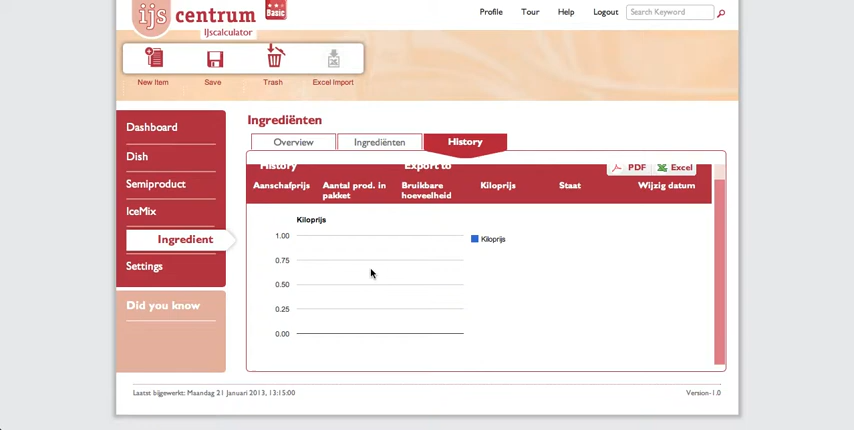 ijs centrum
Basic
IJscalculator
Profile Tour Help Logout Search Keyword
New Item Save Trash Excel Import
Dashboard
Dish
Semiproduct
IceMix
Ingredient
Settings
Did you know
Ingrediënten
Overview Ingrediënten History
History Export to PDF Excel
Aanschafprijs Aantal prod. in Bruikbare Kiloprijs Staat Wijzig datum
pakket hoeveelheid
Kiloprijs
1.00
Kiloprijs
0.75
0.50
0.25
0.00
Laatst bijgewerkt: Maandag 21 Januari 2013, 13:15:00 Version-1.0